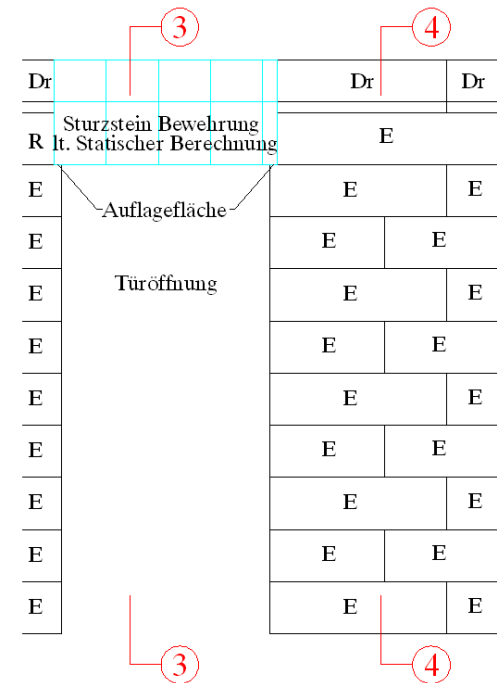 3 4
Dr Dr Dr
Sturzstein Bewehrung
R lt. Statischer Berechnung E
E E E
Auflagefläche
E E E
Türöffnung
E E E
E E E
E E E
E E E
E E E
E E E
E E E
3 4